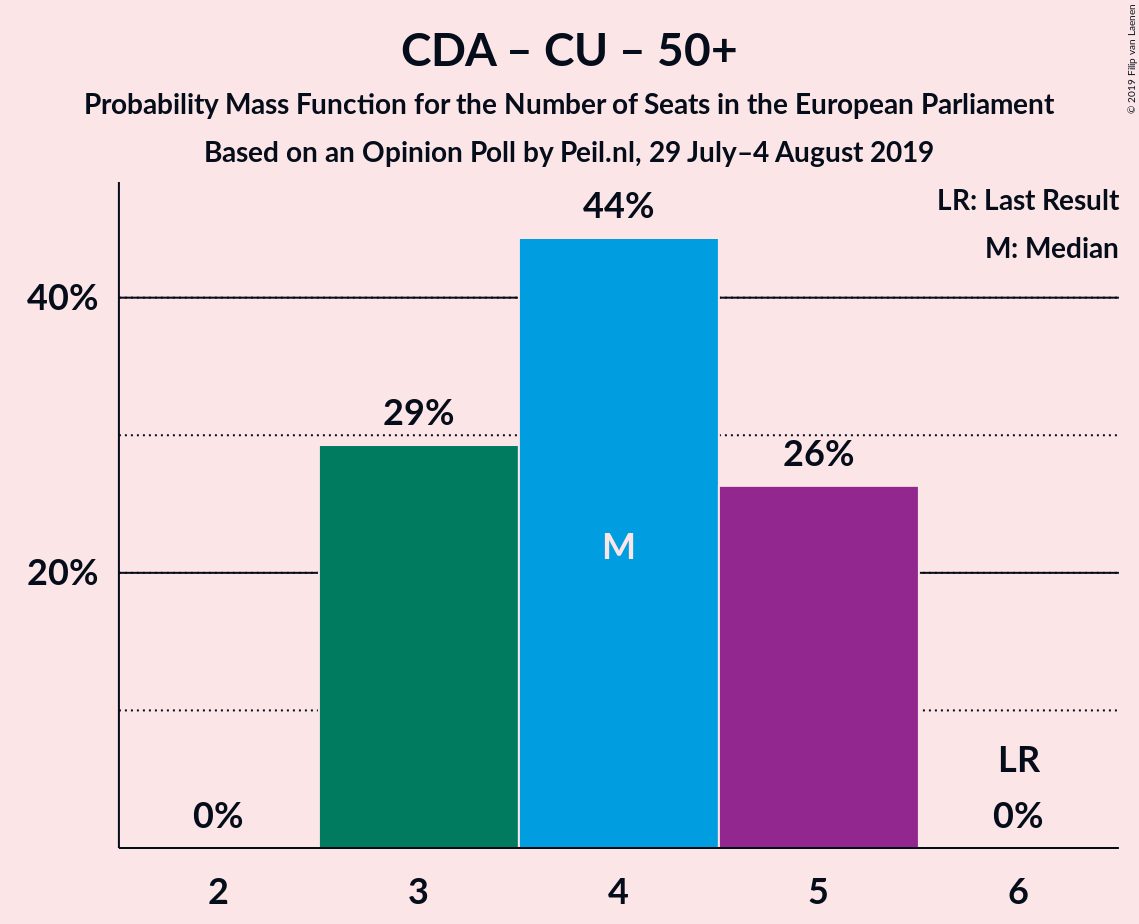 CDA – CU – 50+
Probability Mass Function for the Number of Seats in the European Parliament
Based on an Opinion Poll by Peil.nl, 29 July–4 August 2019
© 2019 Filip van Laenen
LR: Last Result
M: Median
44%
40%
29%
26%
M
20%
LR
0%
0%
2
3
4
5
6